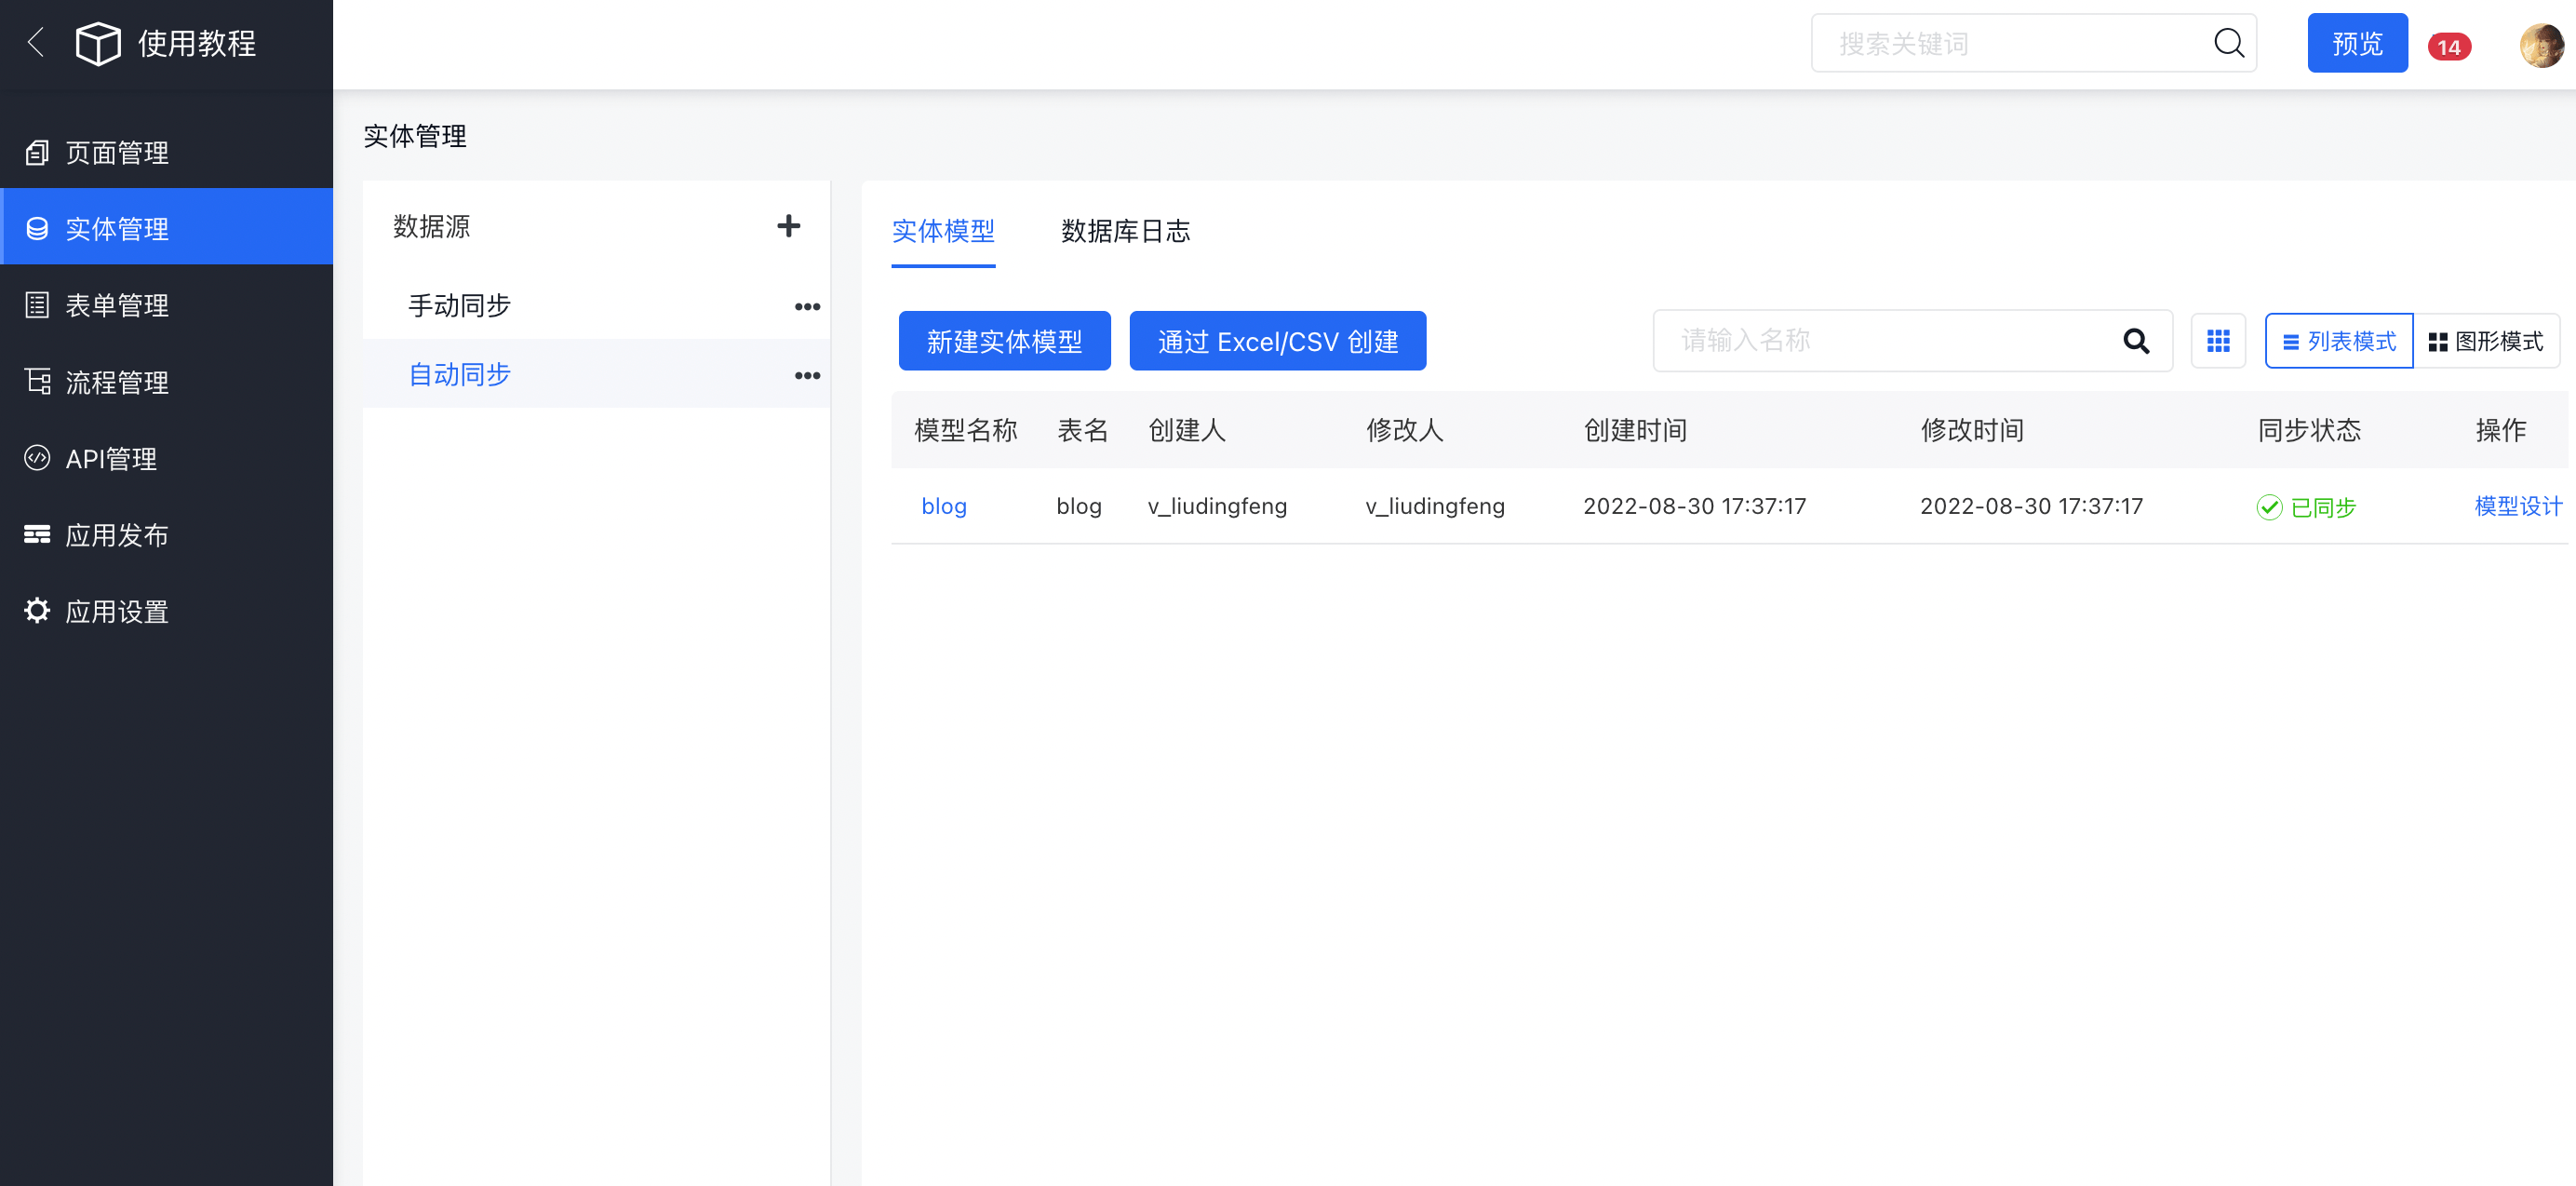 使用教程
搜索关键词
预览
14
页面管理
实体管理
表单管理
流程管理
API管理
应用发布
应用设置
实体管理
数据源
手动同步
自动同步
实体模型 数据库日志
新建实体模型 通过 Excel/CSV 创建 请输入名称 列表模式 图形模式
模型名称 表名 创建人 修改人 创建时间 修改时间 同步状态 操作
blog blog v_liudingfeng v_liudingfeng 2022-08-30 17:37:17 2022-08-30 17:37:17 已同步 模型设计